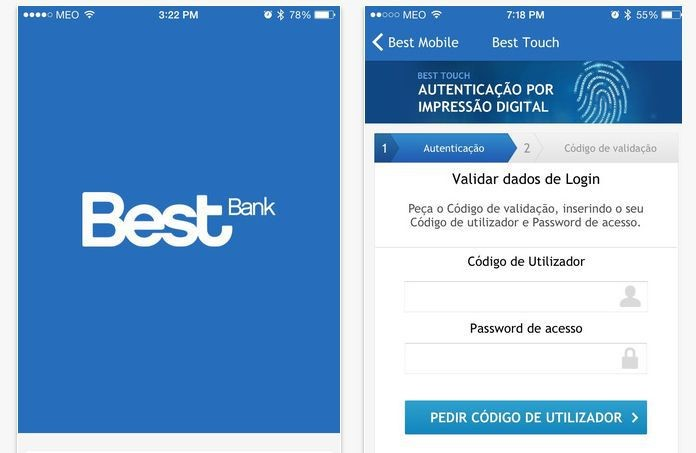 MEO 3:22 PM 78%
Best Bank
MEO 7:18 PM 55%
Best Mobile Best Touch
BEST TOUCH
AUTENTICAÇÃO POR
IMPRESSÃO DIGITAL
1 Autenticação 2 Código de validação
Validar dados de Login
Peça o Código de validação, inserindo o seu
Código de utilizador e Password de acesso.
Código de Utilizador
Password de acesso
PEDIR CÓDIGO DE UTILIZADOR